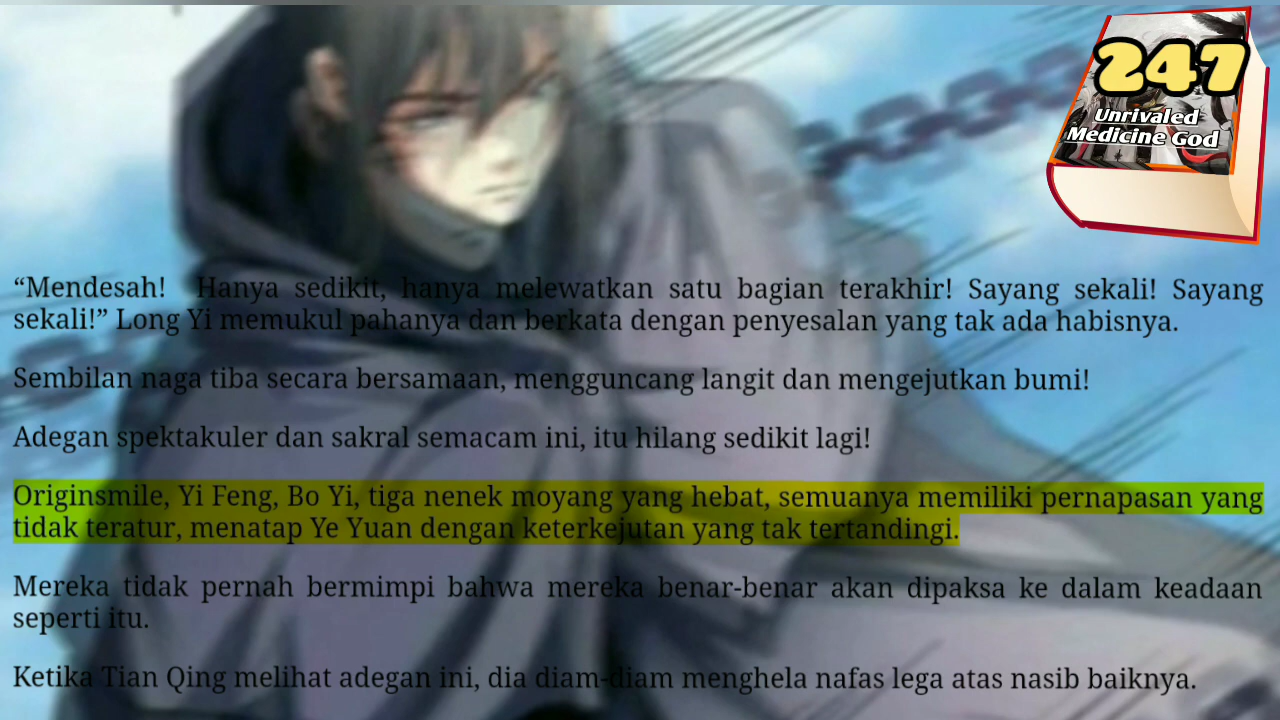 247
Unrivaled
Medicine God
“Mendesah! Hanya sedikit, hanya melewatkan satu bagian terakhir! Sayang sekali! Sayang
sekali!” Long Yi memukul pahanya dan berkata dengan penyesalan yang tak ada habisnya.
Sembilan naga tiba secara bersamaan, mengguncang langit dan mengejutkan bumi!
Adegan spektakuler dan sakral semacam ini, itu hilang sedikit lagi!
Originsmile, Yi Feng, Bo Yi, tiga nenek moyang yang hebat, semuanya memiliki pernapasan yang
tidak teratur, menatap Ye Yuan dengan keterkejutan yang tak tertandingi.
Mereka tidak pernah bermimpi bahwa mereka benar-benar akan dipaksa ke dalam keadaan
seperti itu.
Ketika Tian Qing melihat adegan ini, dia diam-diam menghela nafas lega atas nasib baiknya.